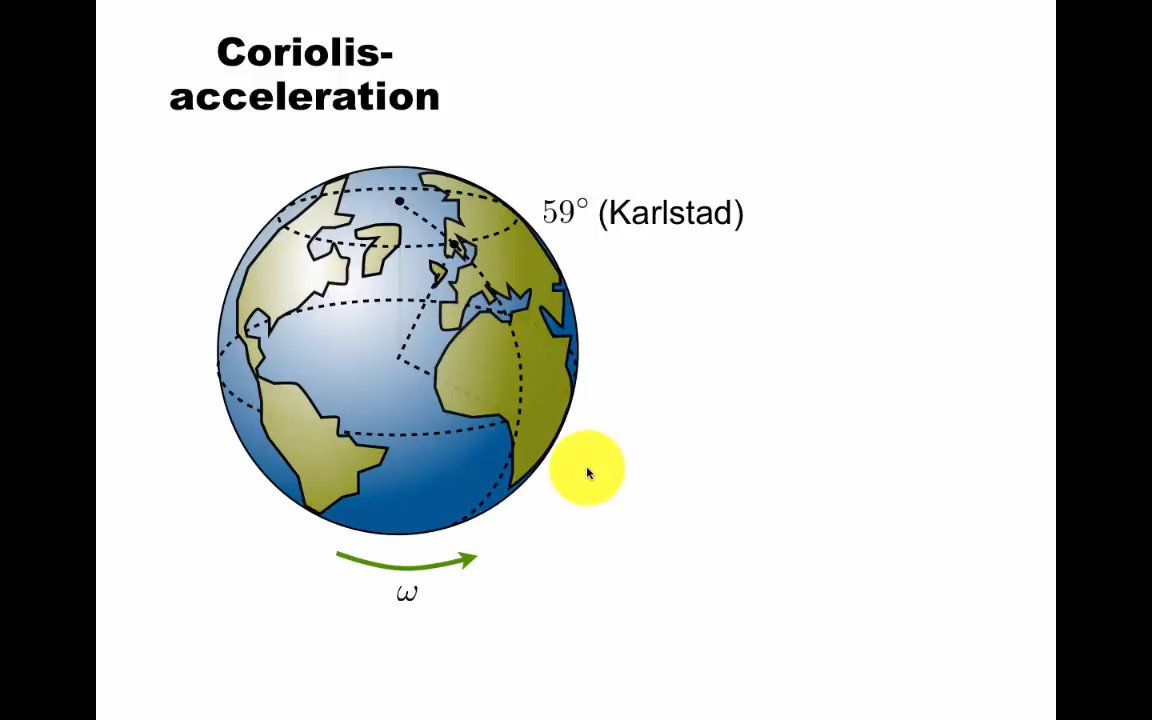 Coriolis-
acceleration
59° (Karlstad)
ω